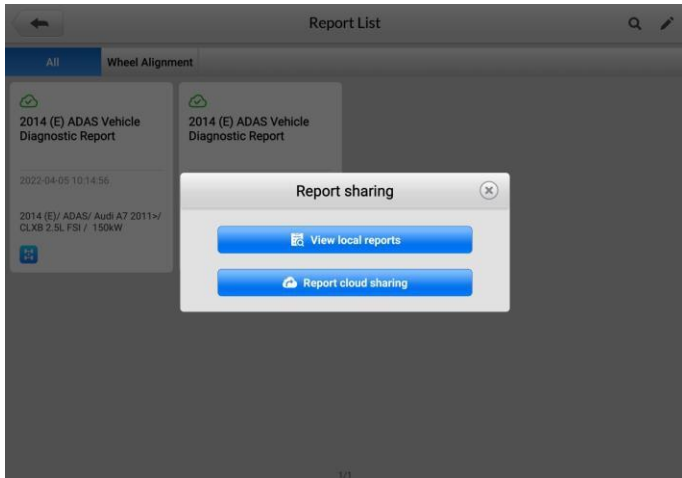 Report List
All
Wheel Alignment
2014 (E) ADAS Vehicle
Diagnostic Report
2014 (E) ADAS Vehicle
Diagnostic Report
2022-04-05 10:14:56
2014 (E)/ ADAS/ Audi A7 2011>/
CLXB 2.5L FSI / 150kW
Report sharing
View local reports
Report cloud sharing
1/1